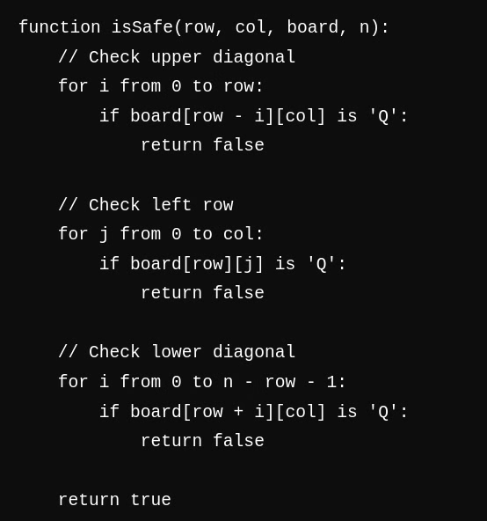 function isSafe(row, col, board, n):
    // Check upper diagonal
    for i from 0 to row:
        if board[row - i][col] is 'Q':
            return false

    // Check left row
    for j from 0 to col:
        if board[row][j] is 'Q':
            return false

    // Check lower diagonal
    for i from 0 to n - row - 1:
        if board[row + i][col] is 'Q':
            return false

    return true